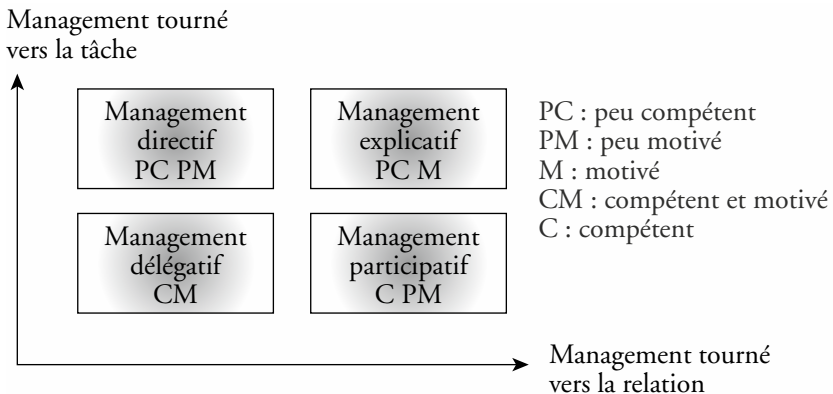 Management tourné
vers la tâche
Management
directif
PC PM
Management
explicatif
PC M
Management
délégatif
CM
Management
participatif
C PM
PC : peu compétent
PM : peu motivé
M : motivé
CM : compétent et motivé
C : compétent
Management tourné
vers la relation